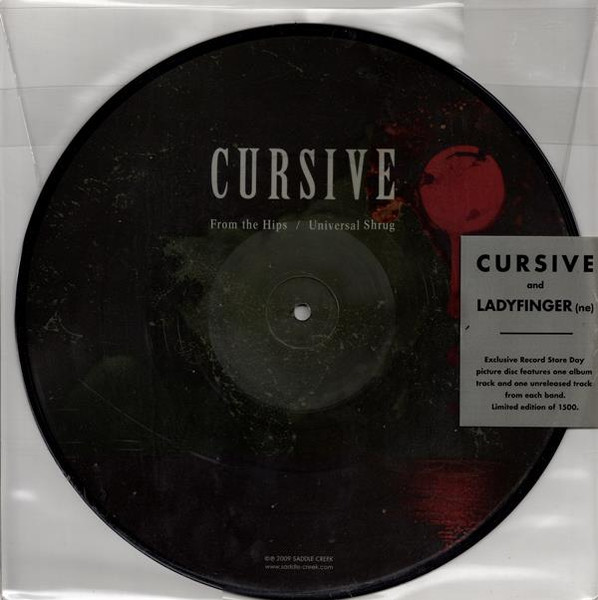 CURSIVE
From the Hips / Universal Shrug
CURSIVE
and
LADYFINGER (ne)
Exclusive Record Store Day
picture disc features one album
track and one unreleased track
from each band.
Limited edition of 1500.
©℗ 2009 SADDLE CREEK
www.saddle-creek.com